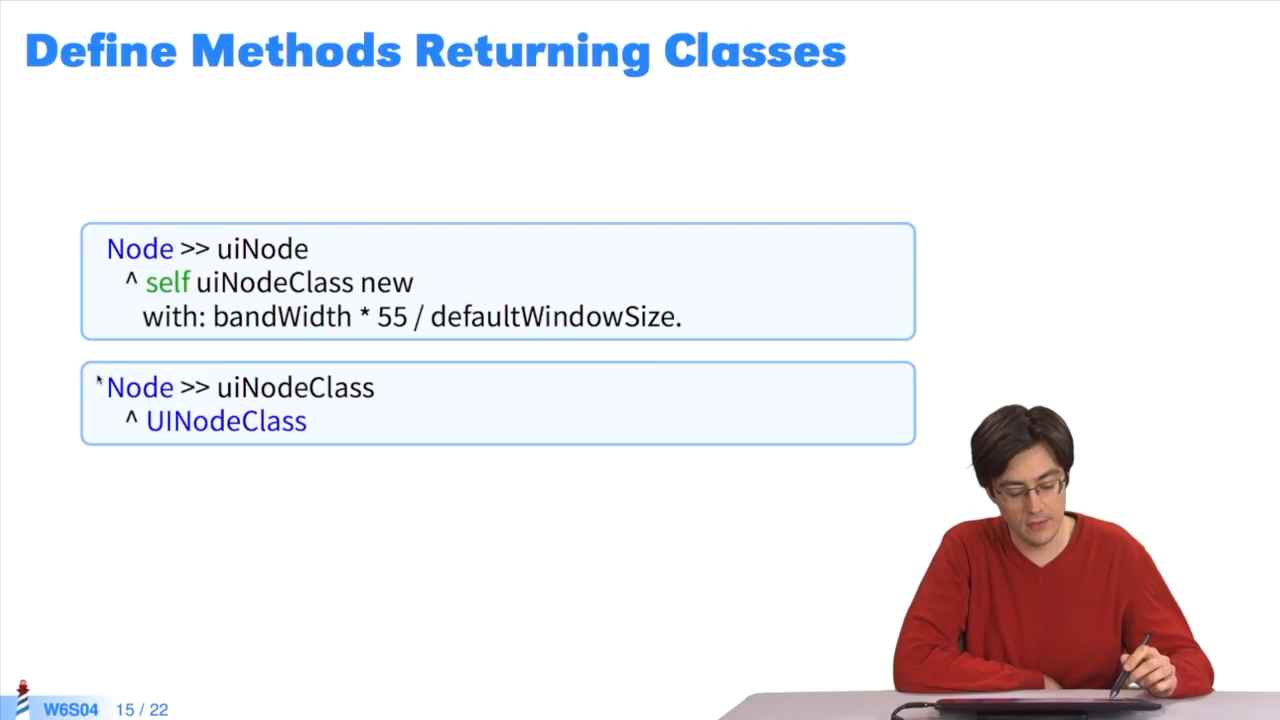 Define Methods Returning Classes
Node >> uiNode
^ self uiNodeClass new
with: bandWidth * 55 / defaultWindowSize.
Node >> uiNodeClass
^ UINodeClass
W6S04 15 / 22